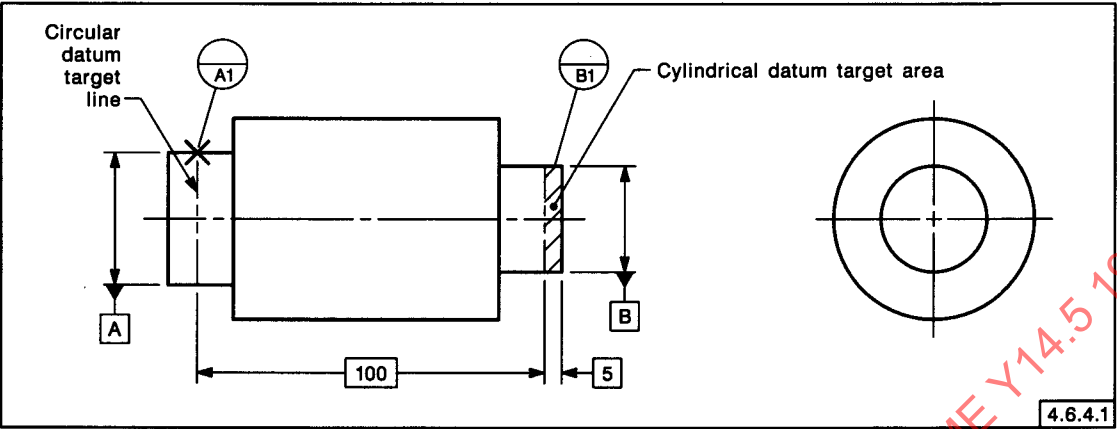 Circular
datum
target
line
A1
B1
Cylindrical datum target area
A
B
100
5
4.6.4.1